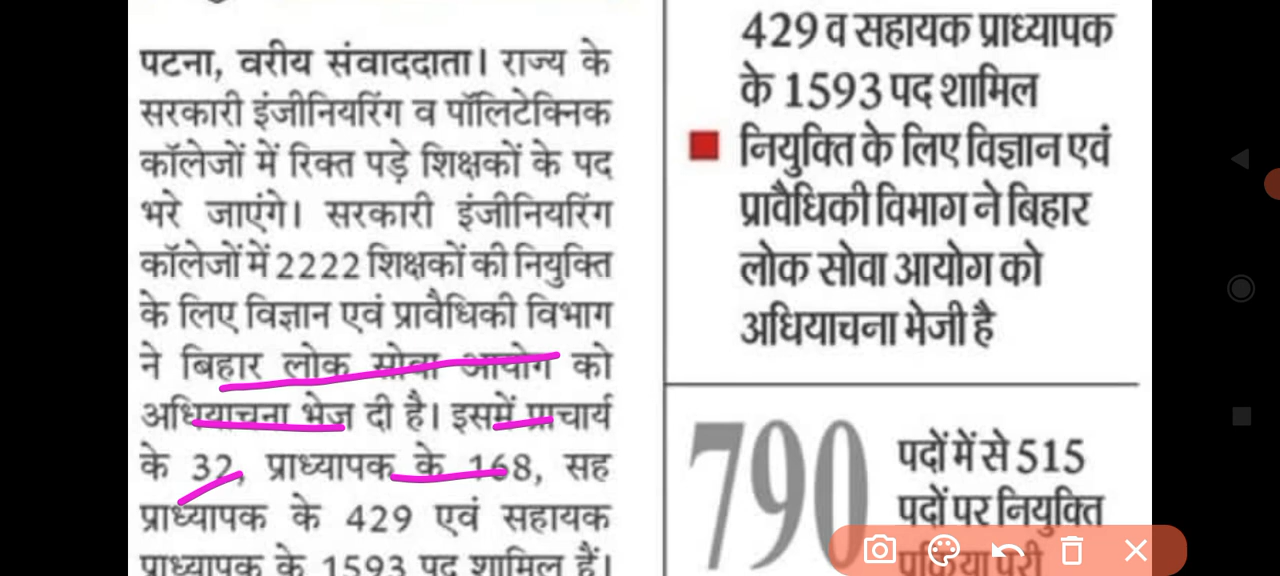 पटना, वरीय संवाददाता। राज्य के
सरकारी इंजीनियरिंग व पॉलिटेक्निक
कॉलेजों में रिक्त पड़े शिक्षकों के पद
भरे जाएंगे। सरकारी इंजीनियरिंग
कॉलेजों में 2222 शिक्षकों की नियुक्ति
के लिए विज्ञान एवं प्रावैधिकी विभाग
ने बिहार लोक सोवा आयोग को
अधियाचना भेज दी है। इसमें प्राचार्य
के 32, प्राध्यापक के 168, सह
प्राध्यापक के 429 एवं सहायक
प्राध्यापक के 1593 पद शामिल हैं।
429 व सहायक प्राध्यापक
के 1593 पद शामिल
नियुक्ति के लिए विज्ञान एवं
प्रावैधिकी विभाग ने बिहार
लोक सोवा आयोग को
अधियाचना भेजी है
790
पदों में से 515
पदों पर नियुक्ति
प्रक्रिया पूरी